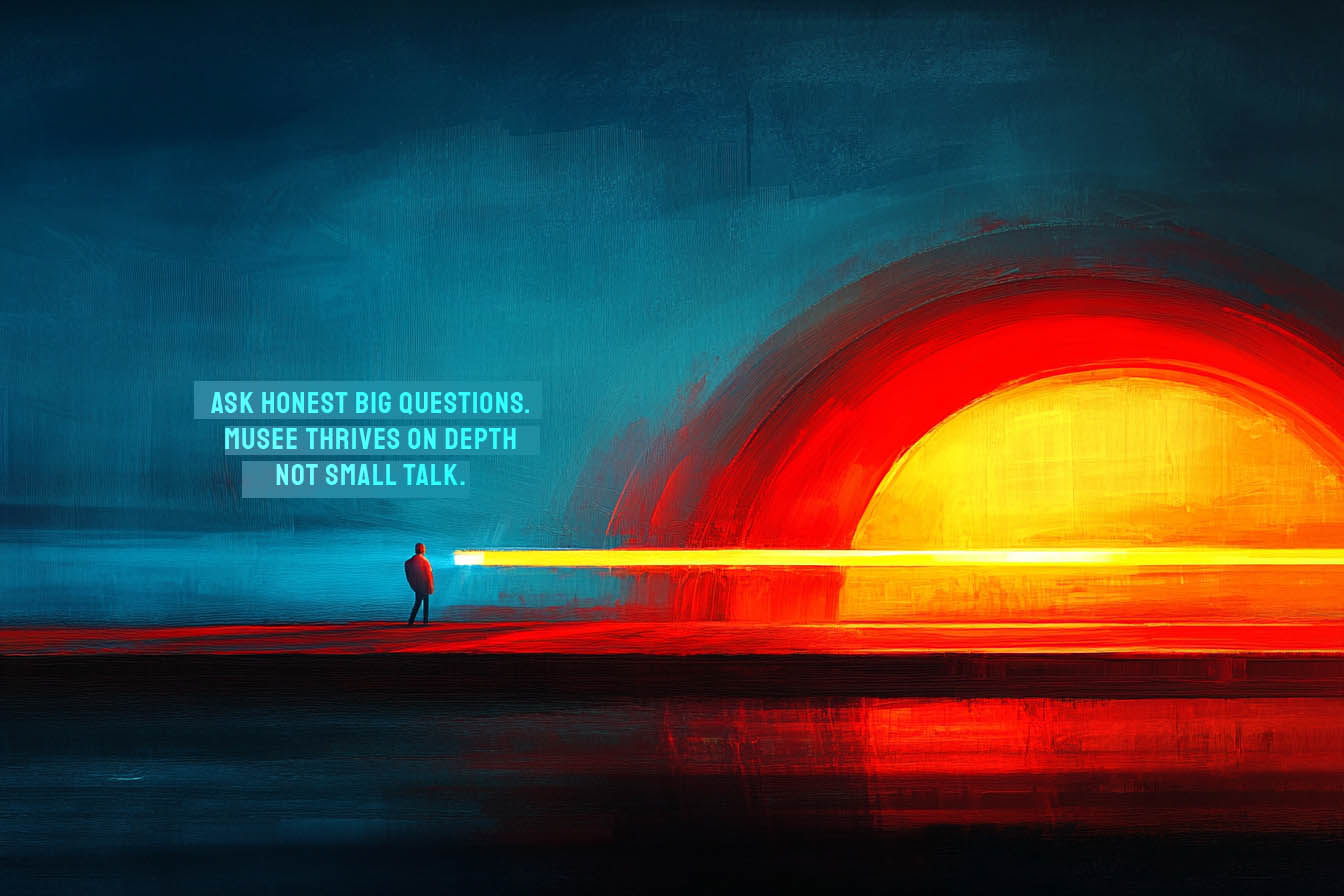 ASK HONEST BIG QUESTIONS.
MUSEE THRIVES ON DEPTH
NOT SMALL TALK.